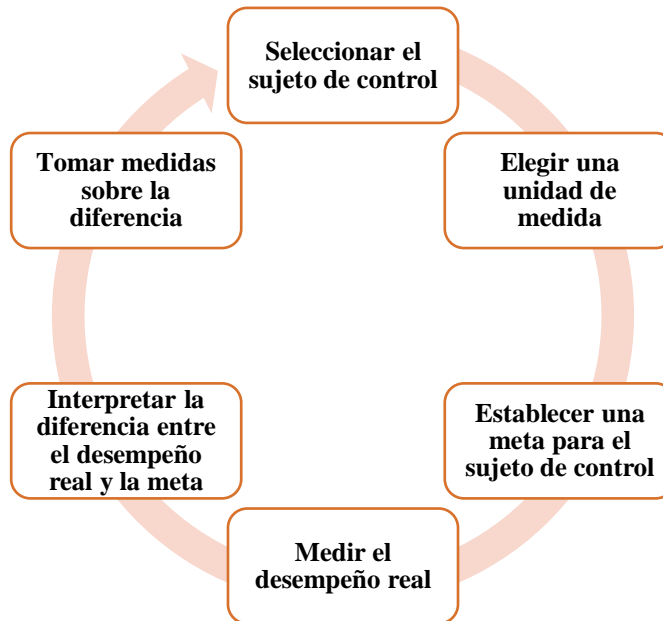 Seleccionar el
sujeto de control
Elegir una
unidad de
medida
Establecer una
meta para el
sujeto de control
Medir el
desempeño real
Interpretar la
diferencia entre
el desempeño
real y la meta
Tomar medidas
sobre la
diferencia